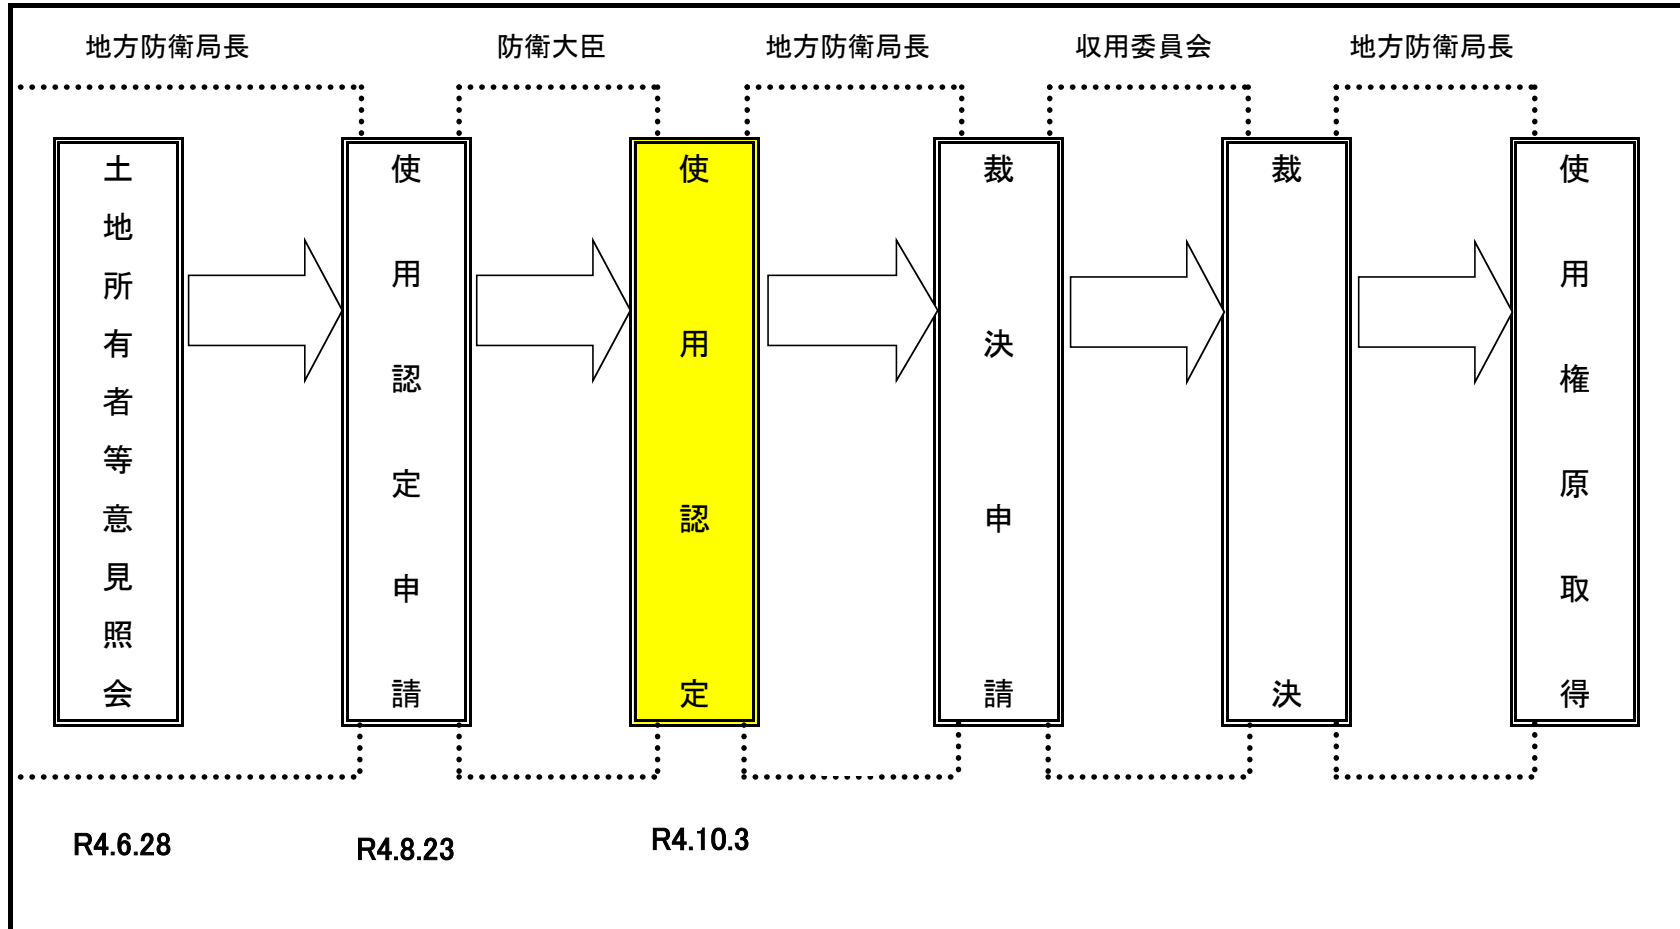 地方防衛局長
防衛大臣
地方防衛局長
収用委員会
地方防衛局長
土地所有者等意見照会
使用認定申請
使用認定
裁決申請
裁決
使用権原取得
R4.6.28
R4.8.23
R4.10.3